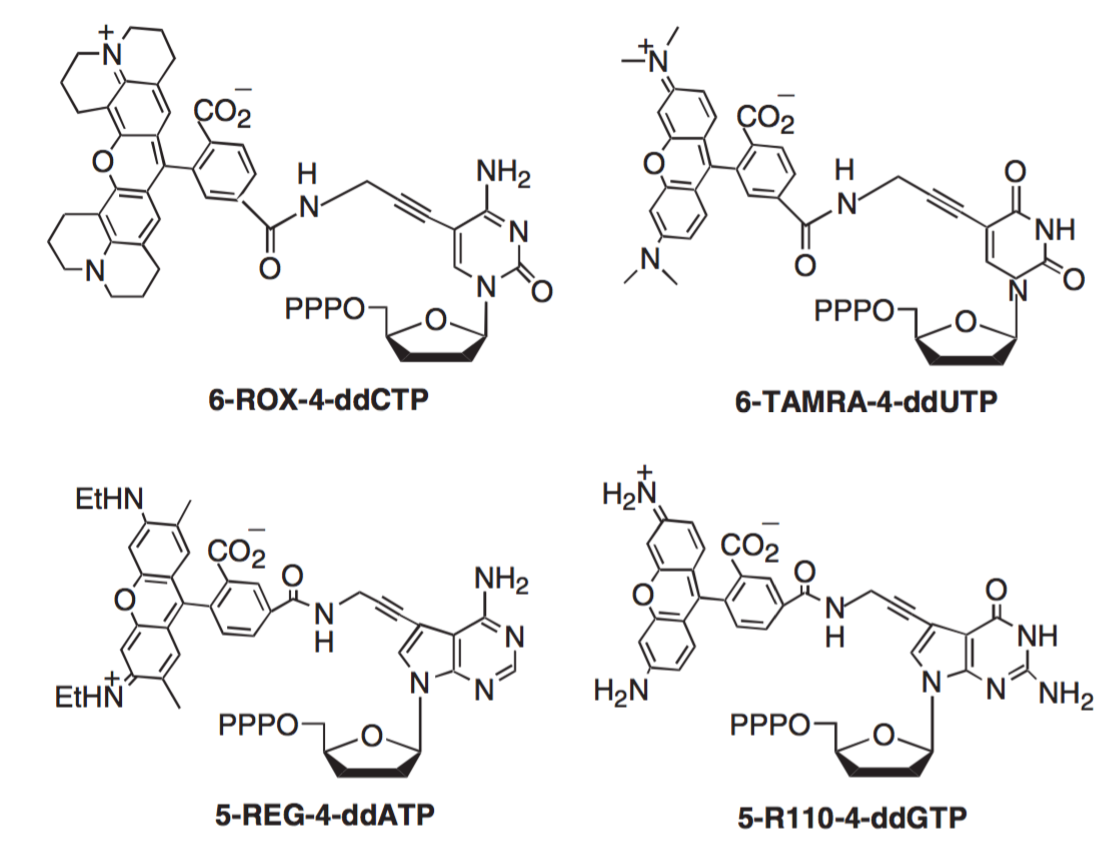 +
N
O
N
CO2−
H
N
O
NH2
N
N
O
PPPO
O
6-ROX-4-ddCTP
+
N
O
N
CO2−
H
N
O
O
NH
O
N
PPPO
O
6-TAMRA-4-ddUTP
EtHN
O
EtHN
+
CO2−
O
N
H
NH2
N
N
N
PPPO
O
5-REG-4-ddATP
+
H2N
O
H2N
CO2−
O
N
H
O
NH
N
NH2
N
PPPO
O
5-R110-4-ddGTP